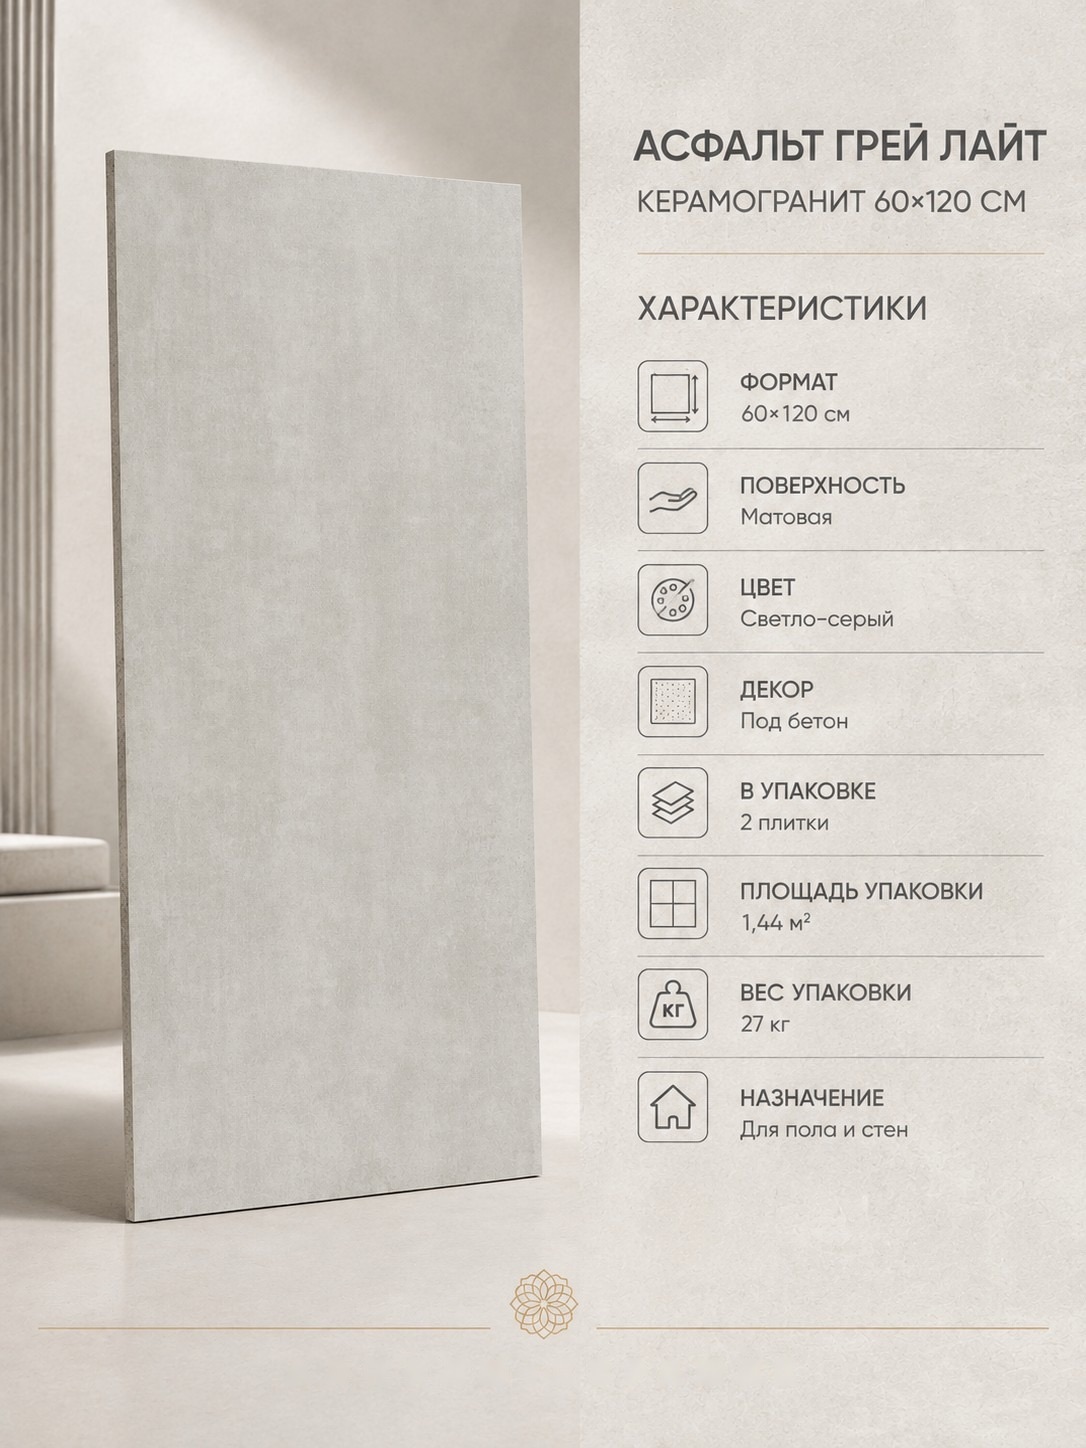 АСФАЛЬТ ГРЕЙ ЛАЙТ
КЕРАМОГРАНИТ 60×120 СМ
ХАРАКТЕРИСТИКИ
ФОРМАТ
60×120 см
ПОВЕРХНОСТЬ
Матовая
ЦВЕТ
Светло-серый
ДЕКОР
Под бетон
В УПАКОВКЕ
2 плитки
ПЛОЩАДЬ УПАКОВКИ
1,44 м²
КГ
ВЕС УПАКОВКИ
27 кг
НАЗНАЧЕНИЕ
Для пола и стен